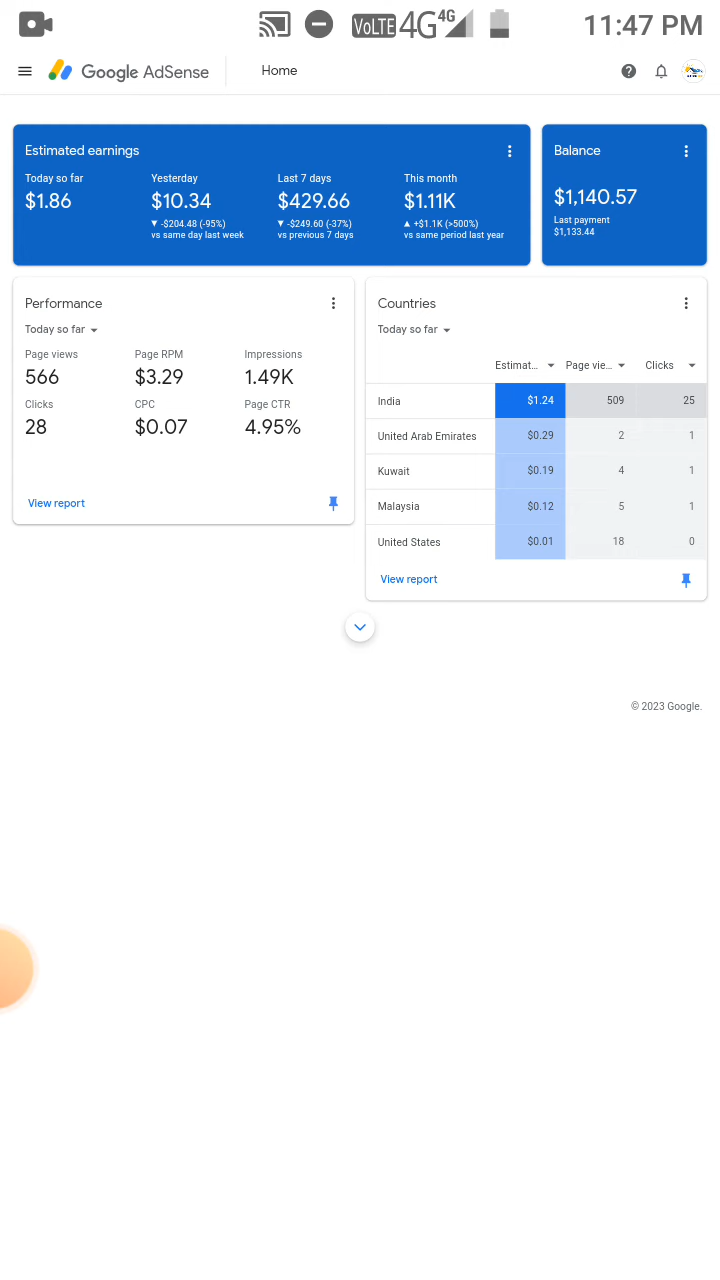 VoLTE 4G 4G 11:47 PM
Google AdSense Home
Estimated earnings
Today so far Yesterday Last 7 days This month
$1.86 $10.34 $429.66 $1.11K
▼ -$204.48 (-95%) ▼ -$249.60 (-37%) ▲ +$1.1K (>500%)
vs same day last week vs previous 7 days vs same period last year
Balance
$1,140.57
Last payment
$1,133.44
Performance
Today so far
Page views Page RPM Impressions
566 $3.29 1.49K
Clicks CPC Page CTR
28 $0.07 4.95%
View report
Countries
Today so far
Estimat... Page vie... Clicks
India $1.24 509 25
United Arab Emirates $0.29 2 1
Kuwait $0.19 4 1
Malaysia $0.12 5 1
United States $0.01 18 0
View report
© 2023 Google.